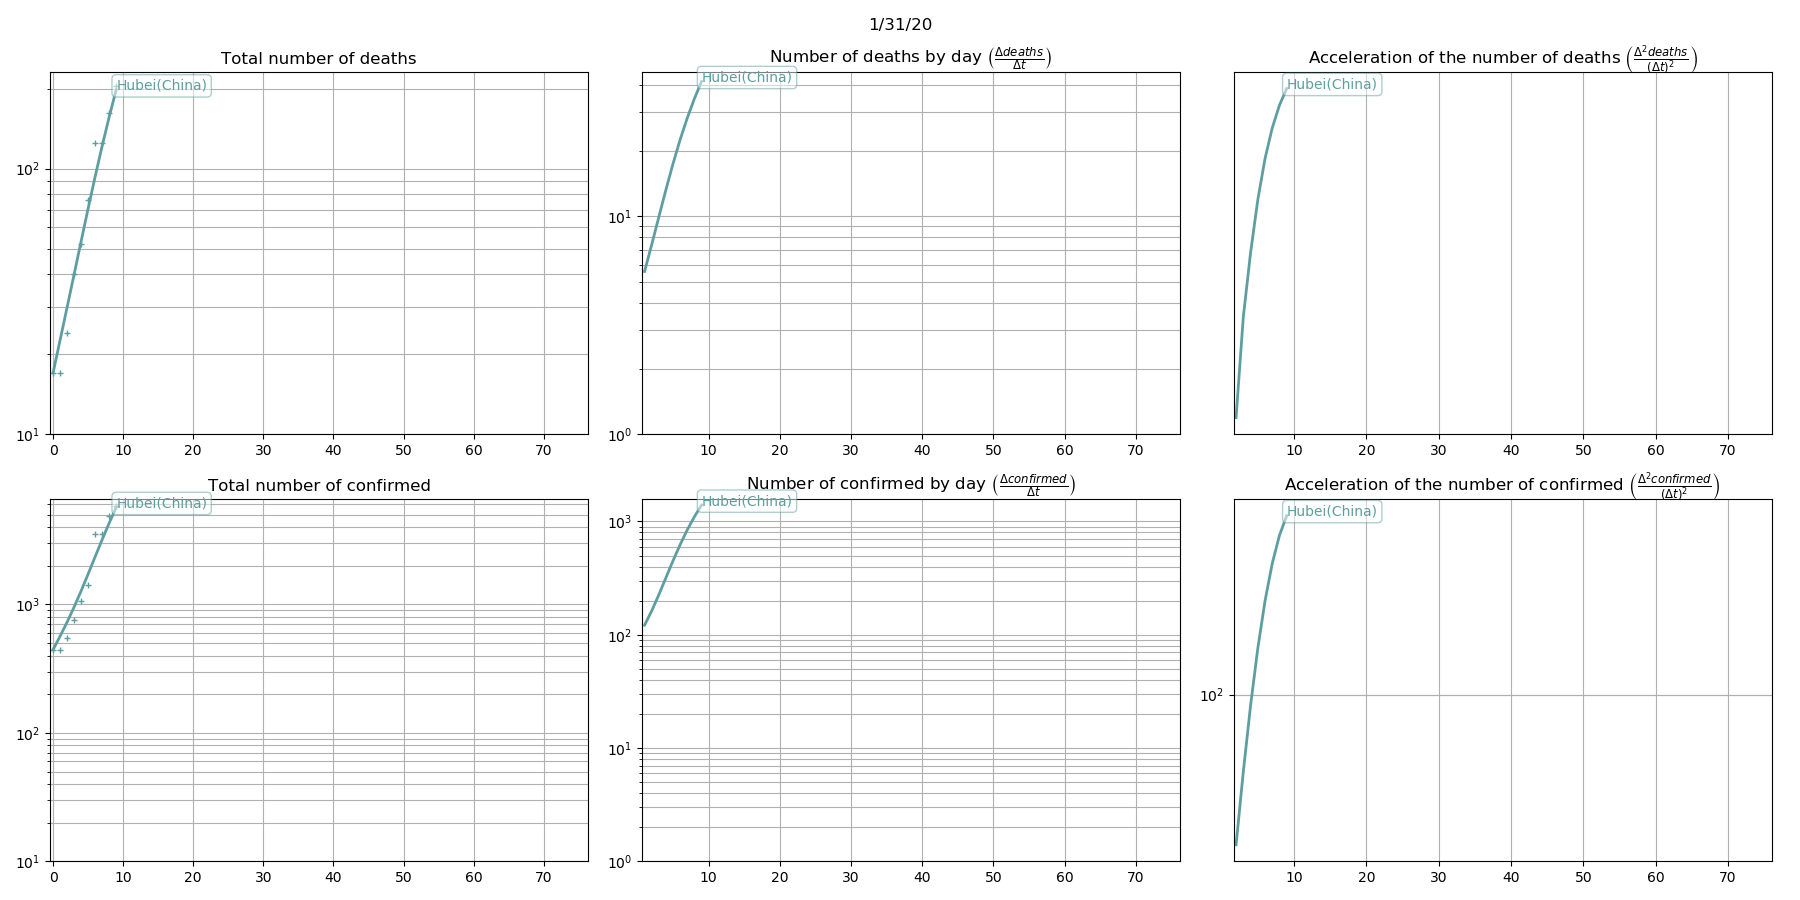 1/31/20
Total number of deaths
Hubei(China)
10²
10¹
0 10 20 30 40 50 60 70
Number of deaths by day (Δdeaths/Δt)
Hubei(China)
10¹
10⁰
10 20 30 40 50 60 70
Acceleration of the number of deaths (Δ²deaths/(Δt)²)
Hubei(China)
10 20 30 40 50 60 70
Total number of confirmed
Hubei(China)
10³
10²
10¹
0 10 20 30 40 50 60 70
Number of confirmed by day (Δconfirmed/Δt)
Hubei(China)
10³
10²
10¹
10⁰
10 20 30 40 50 60 70
Acceleration of the number of confirmed (Δ²confirmed/(Δt)²)
Hubei(China)
10²
10 20 30 40 50 60 70